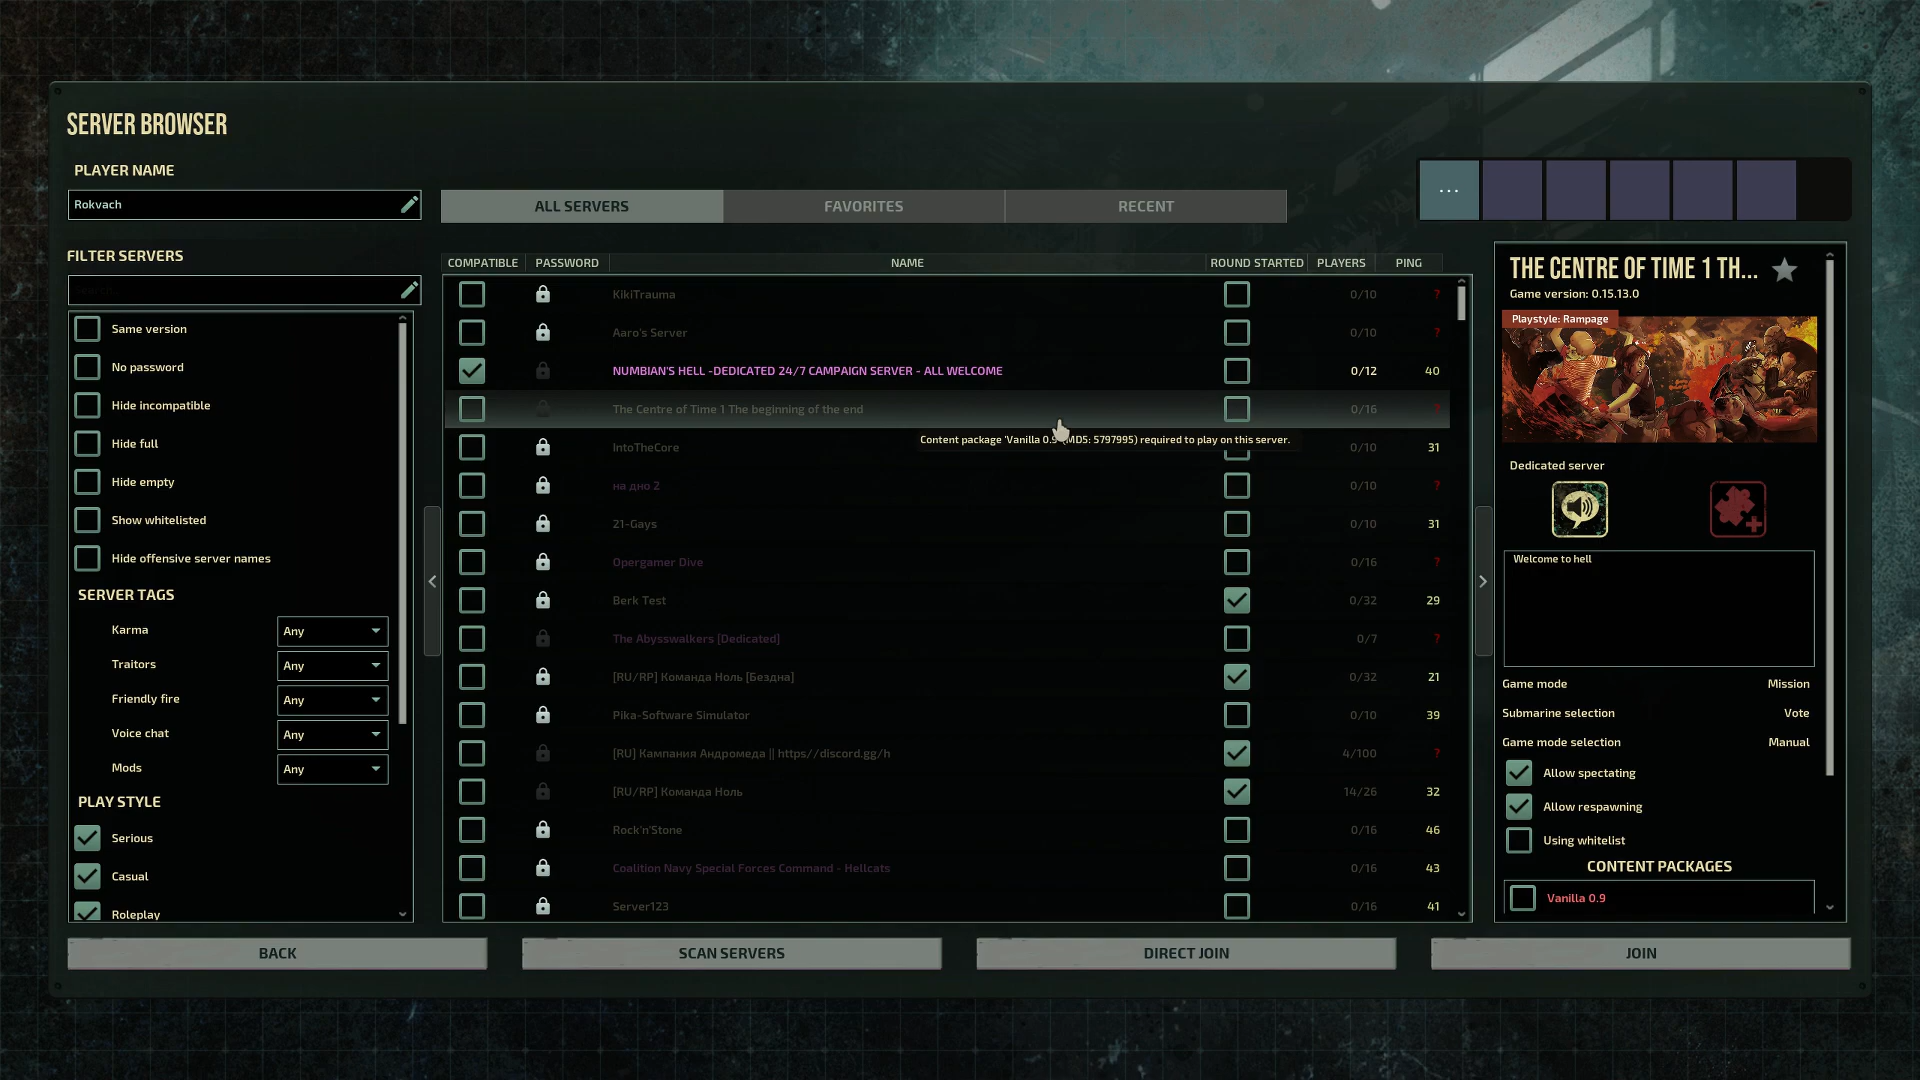 SERVER BROWSER
PLAYER NAME
Rokvach
ALL SERVERS
FAVORITES
RECENT
...
FILTER SERVERS
Search...
Same version
No password
Hide incompatible
Hide full
Hide empty
Show whitelisted
Hide offensive server names
SERVER TAGS
Karma Any
Traitors Any
Friendly fire Any
Voice chat Any
Mods Any
PLAY STYLE
Serious
Casual
Roleplay
COMPATIBLE PASSWORD NAME ROUND STARTED PLAYERS PING
KikiTrauma 0/10 ?
Aaro's Server 0/10 ?
NUMBIAN'S HELL -DEDICATED 24/7 CAMPAIGN SERVER - ALL WELCOME 0/12 40
The Centre of Time 1 The beginning of the end 0/16 ?
Content package 'Vanilla 0.9' (MD5: 5797995) required to play on this server.
IntoTheCore 0/10 31
на дно 2 0/10 ?
21-Gays 0/10 31
Opergamer Dive 0/16 ?
Berk Test 0/32 29
The Abysswalkers [Dedicated] 0/7 ?
[RU/RP] Команда Ноль [Бездна] 0/32 21
Pika-Software Simulator 0/10 39
[RU] Кампания Андромеда || https//discord.gg/h 4/100 ?
[RU/RP] Команда Ноль 14/26 32
Rock'n'Stone 0/16 46
Coalition Navy Special Forces Command - Hellcats 0/16 43
Server123 0/16 41
THE CENTRE OF TIME 1 TH...
Game version: 0.15.13.0
Playstyle: Rampage
Dedicated server
Welcome to hell
Game mode Mission
Submarine selection Vote
Game mode selection Manual
Allow spectating
Allow respawning
Using whitelist
CONTENT PACKAGES
Vanilla 0.9
BACK
SCAN SERVERS
DIRECT JOIN
JOIN